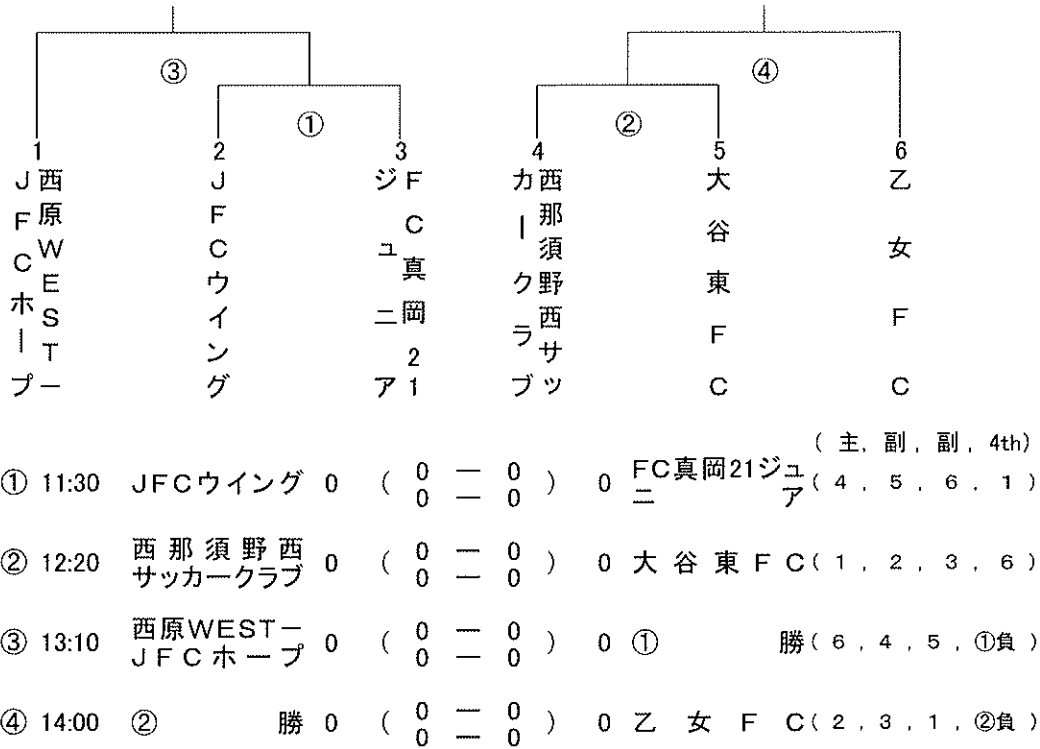 ③ ④
① ②
1 2 3 4 5 6
西原WESTー
JFCホープ
JFCウイング
FC真岡21
ジュニア
西那須野西サッ
カークラブ
大谷東FC
乙女FC
( 主, 副, 副, 4th)
① 11:30 JFCウイング 0 ( 0 — 0 ) 0 FC真岡21ジュ ( 4 , 5 , 6 , 1 )
0 — 0 ニア
② 12:20 西那須野西 0 ( 0 — 0 ) 0 大谷東FC ( 1 , 2 , 3 , 6 )
サッカークラブ 0 — 0
③ 13:10 西原WESTー 0 ( 0 — 0 ) 0 ① 勝 ( 6 , 4 , 5 , ①負 )
JFCホープ 0 — 0
④ 14:00 ② 勝 0 ( 0 — 0 ) 0 乙女FC ( 2 , 3 , 1 , ②負 )
0 — 0